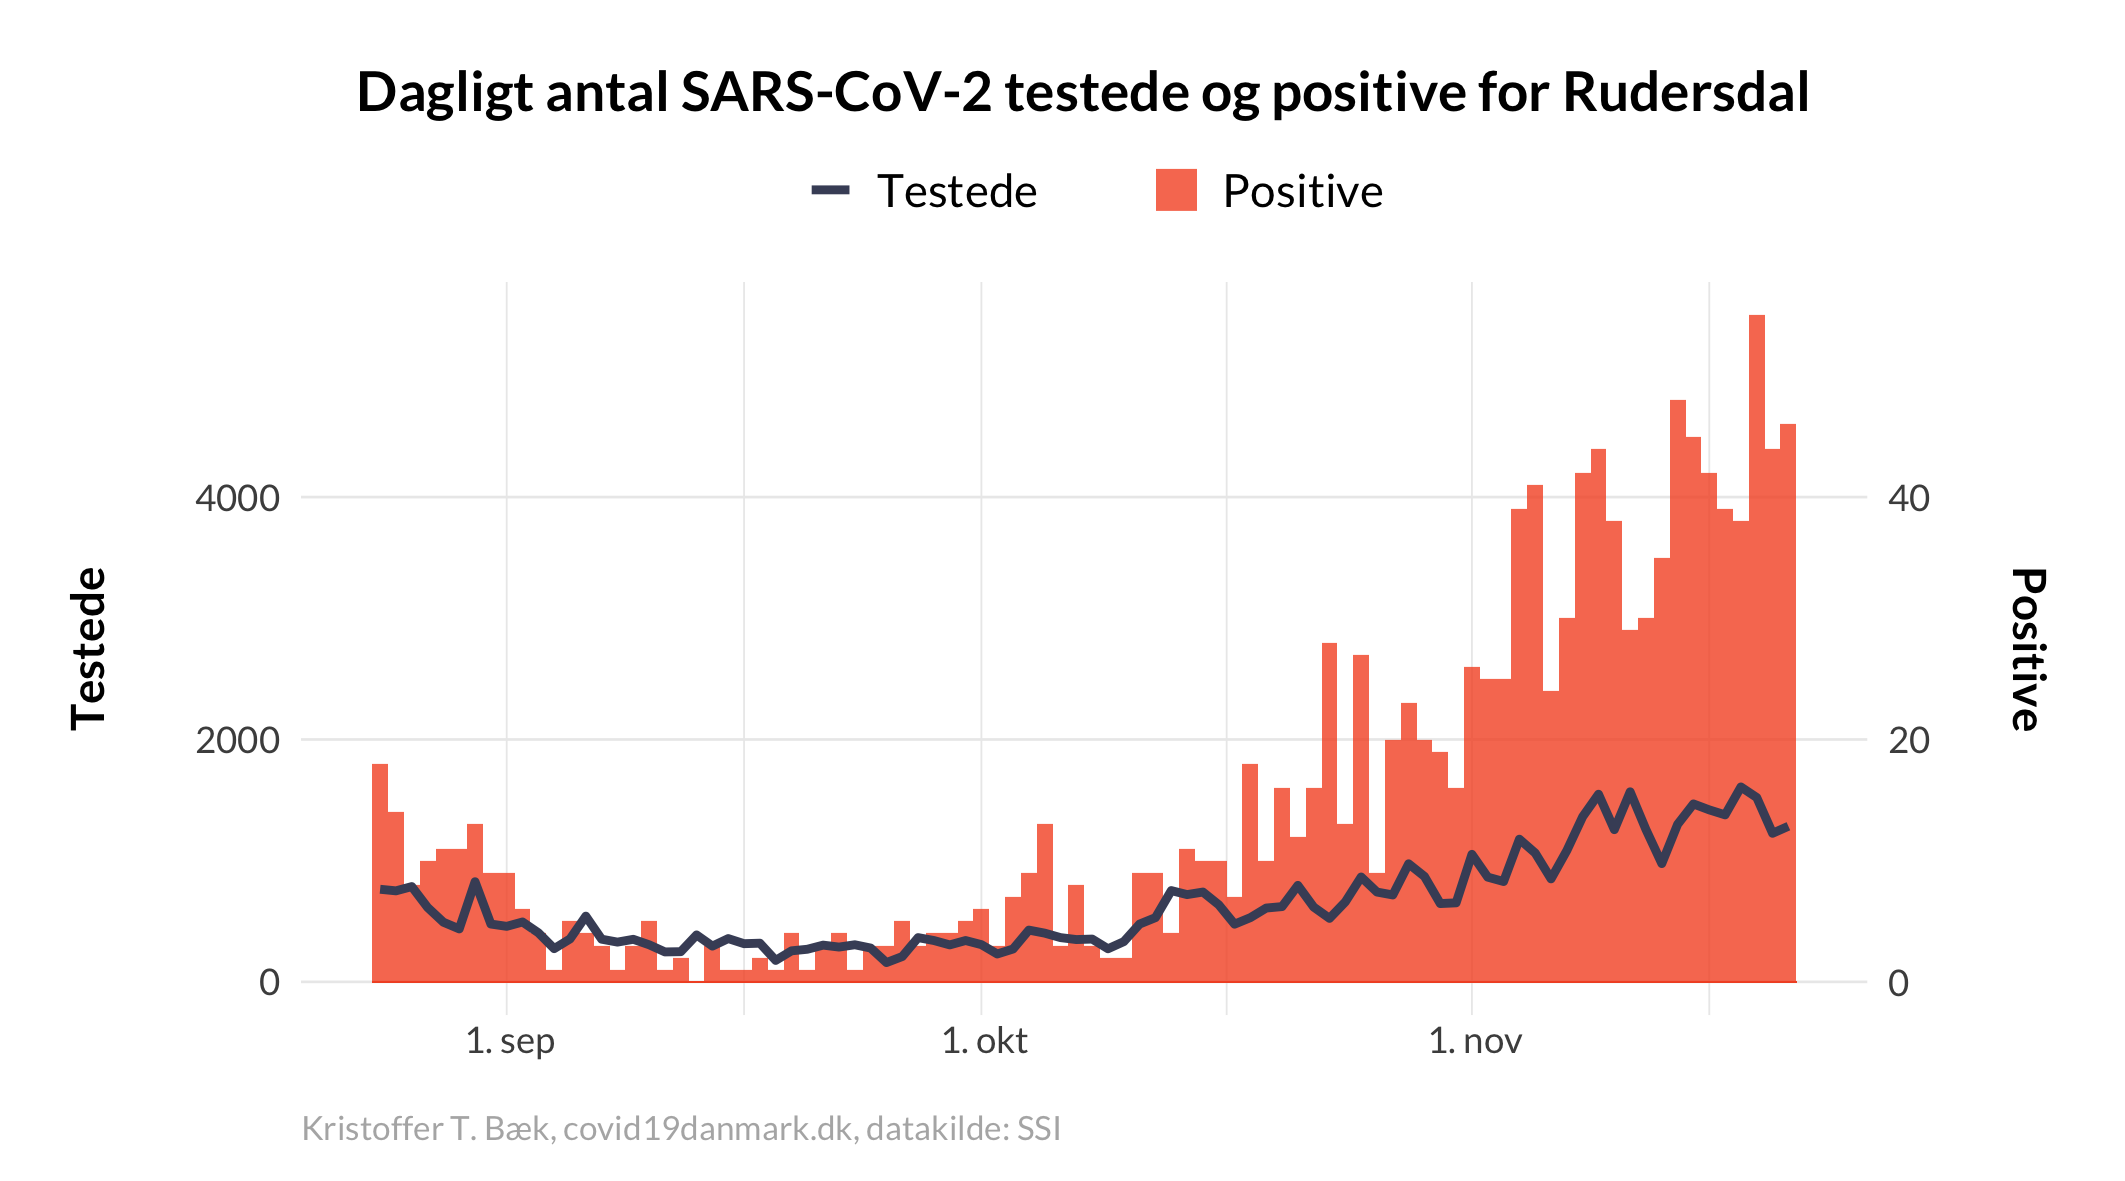 Dagligt antal SARS-CoV-2 testede og positive for Rudersdal
Testede
Positive
4000
2000
0
Testede
40
20
0
Positive
1. sep
1. okt
1. nov
Kristoffer T. Bæk, covid19danmark.dk, datakilde: SSI